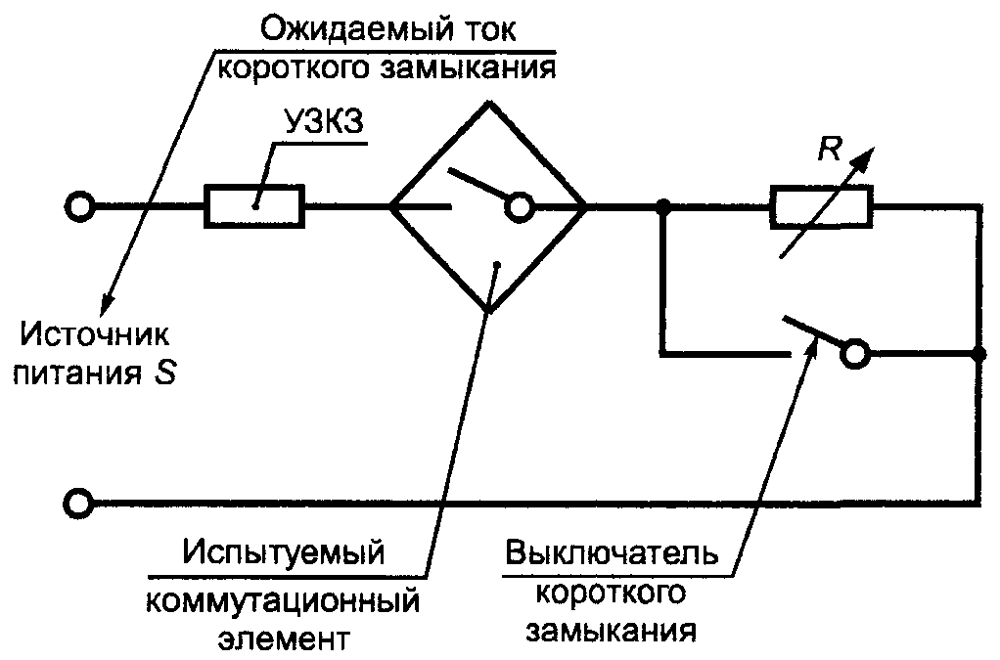 Ожидаемый ток
короткого замыкания
УЗКЗ
R
Источник
питания S
Испытуемый
коммутационный
элемент
Выключатель
короткого
замыкания